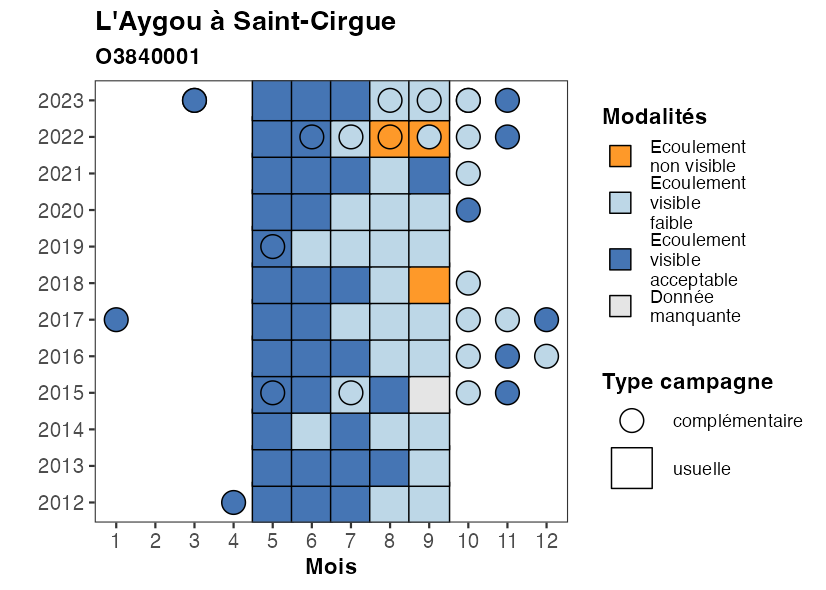 L'Aygou à Saint-Cirgue
O3840001
2023
2022
2021
2020
2019
2018
2017
2016
2015
2014
2013
2012
1 2 3 4 5 6 7 8 9 10 11 12
Mois
Modalités
Ecoulement
non visible
Ecoulement
visible
faible
Ecoulement
visible
acceptable
Donnée
manquante
Type campagne
complémentaire
usuelle